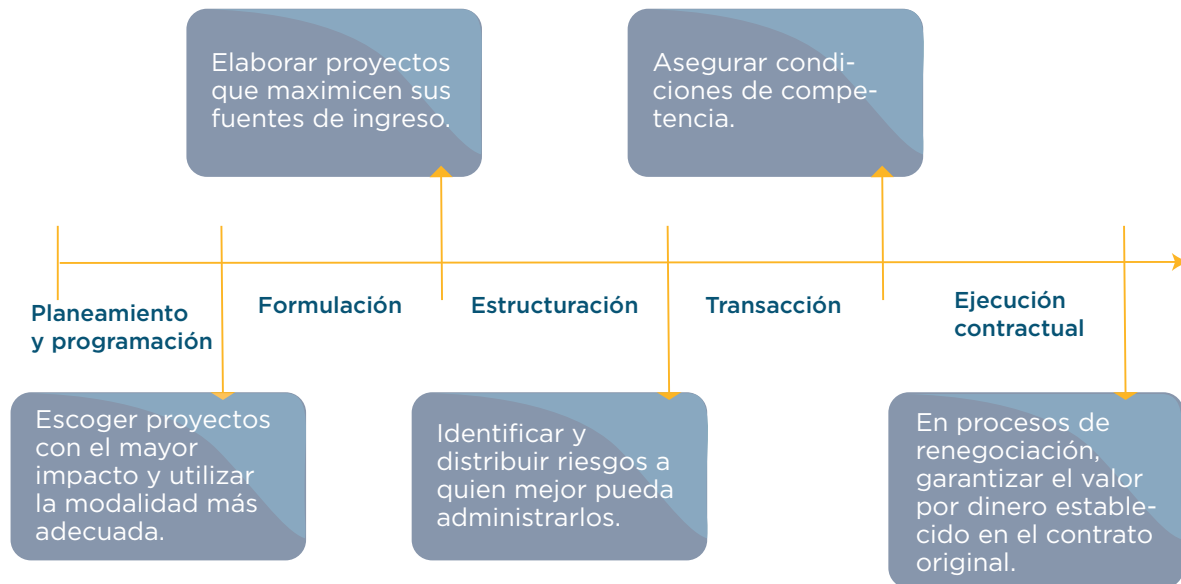 Elaborar proyectos
que maximicen sus
fuentes de ingreso.
Asegurar condi-
ciones de compe-
tencia.
Planeamiento
y programación
Formulación
Estructuración
Transacción
Ejecución
contractual
Escoger proyectos
con el mayor
impacto y utilizar
la modalidad más
adecuada.
Identificar y
distribuir riesgos a
quien mejor pueda
administrarlos.
En procesos de
renegociación,
garantizar el valor
por dinero estable-
cido en el contrato
original.